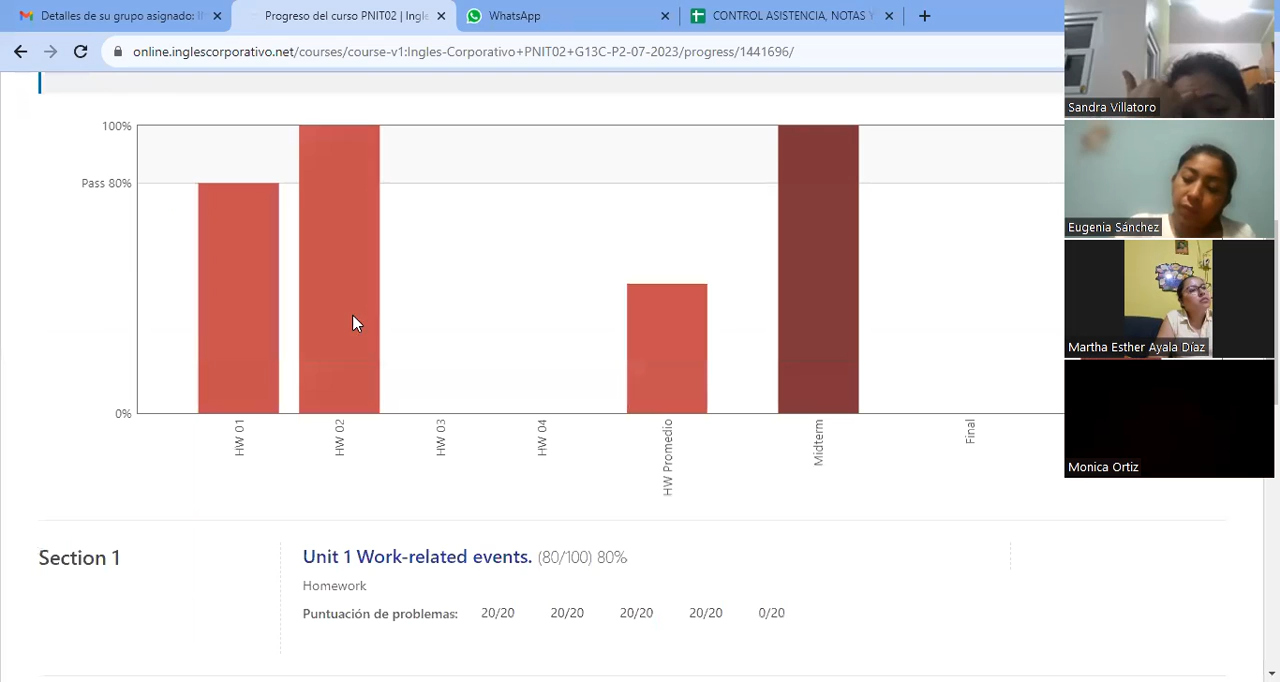 Detalles de su grupo asignado: I
Progreso del curso PNIT02 | Ingl
WhatsApp
CONTROL ASISTENCIA, NOTAS Y
online.inglescorporativo.net/courses/course-v1:Ingles-Corporativo+PNIT02+G13C-P2-07-2023/progress/1441696/
100%
Pass 80%
0%
HW 01
HW 02
HW 03
HW 04
HW Promedio
Midterm
Final
Section 1
Unit 1 Work-related events. (80/100) 80%
Homework
Puntuación de problemas: 20/20 20/20 20/20 20/20 0/20
Sandra Villatoro
Eugenia Sánchez
Martha Esther Ayala Díaz
Monica Ortiz